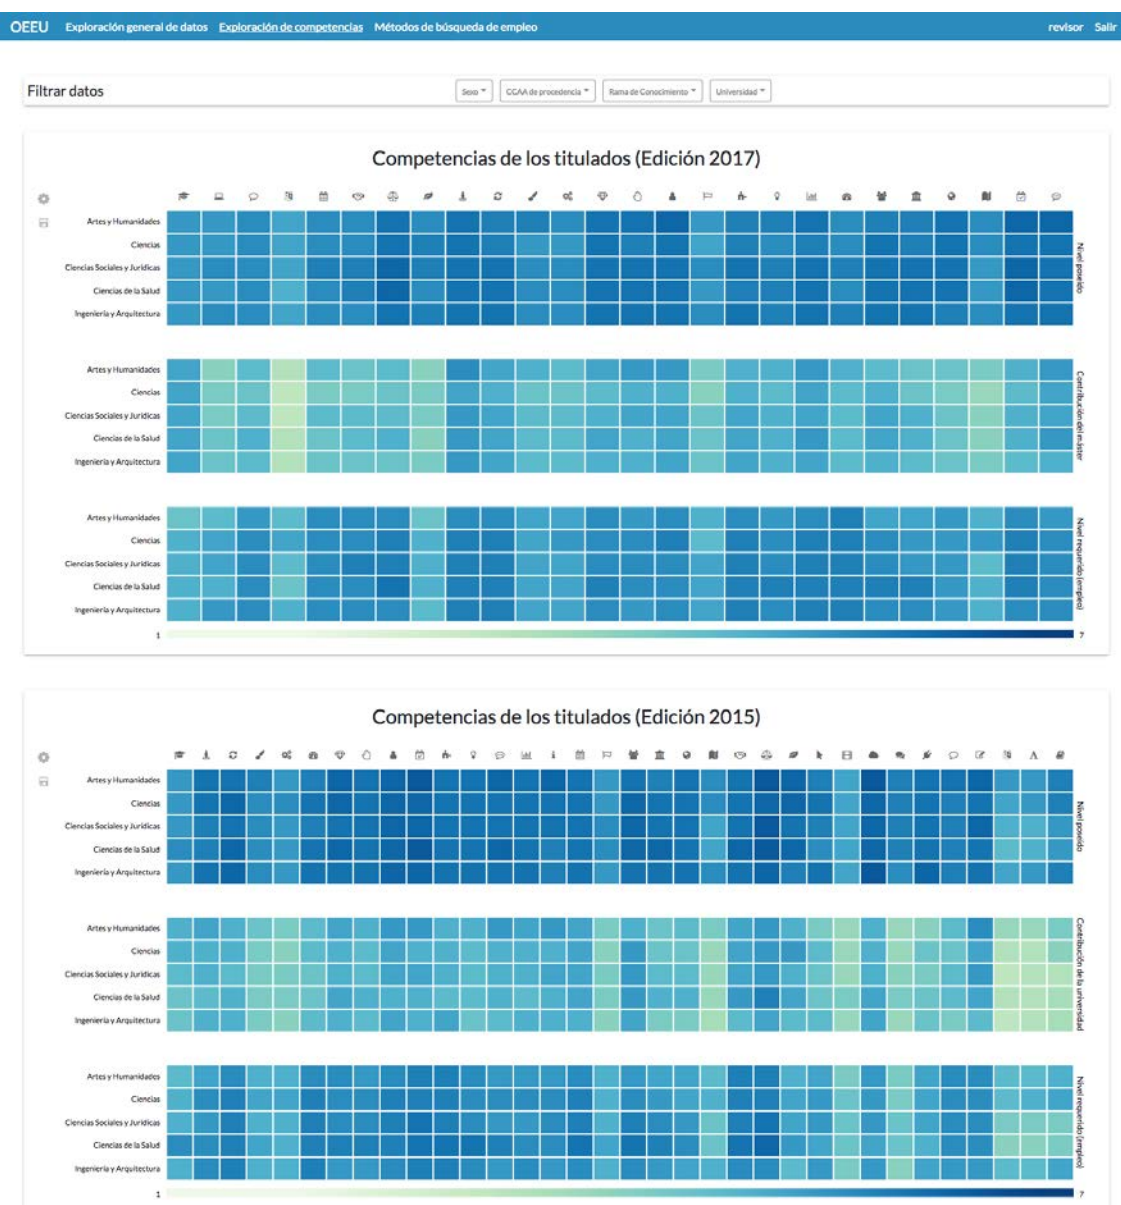 OEEU Exploración general de datos Exploración de competencias Métodos de búsqueda de empleo revisor Salir
Filtrar datos Sexo CCAA de procedencia Rama de Conocimiento Universidad
Competencias de los titulados (Edición 2017)
Artes y Humanidades
Ciencias
Ciencias Sociales y Jurídicas
Ciencias de la Salud
Ingeniería y Arquitectura
Nivel poseído
Artes y Humanidades
Ciencias
Ciencias Sociales y Jurídicas
Ciencias de la Salud
Ingeniería y Arquitectura
Contribución del máster
Artes y Humanidades
Ciencias
Ciencias Sociales y Jurídicas
Ciencias de la Salud
Ingeniería y Arquitectura
Nivel requerido (empleo)
1 7
Competencias de los titulados (Edición 2015)
Artes y Humanidades
Ciencias
Ciencias Sociales y Jurídicas
Ciencias de la Salud
Ingeniería y Arquitectura
Nivel poseído
Artes y Humanidades
Ciencias
Ciencias Sociales y Jurídicas
Ciencias de la Salud
Ingeniería y Arquitectura
Contribución de la universidad
Artes y Humanidades
Ciencias
Ciencias Sociales y Jurídicas
Ciencias de la Salud
Ingeniería y Arquitectura
Nivel requerido (empleo)
1 7